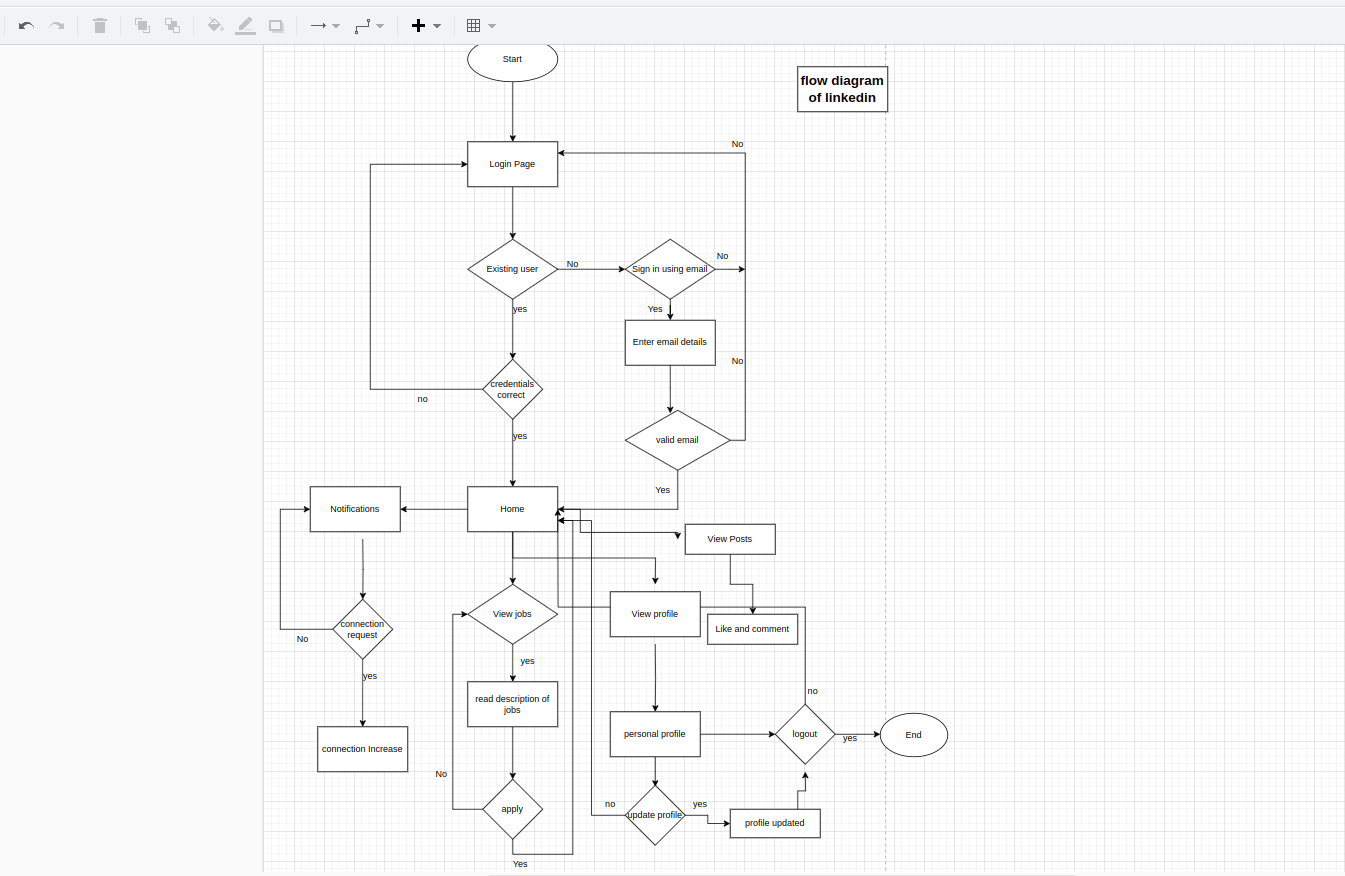 Start
flow diagram
of linkedin
No
Login Page
Existing user
No
Sign in using email
No
yes
Yes
Enter email details
No
credentials
correct
no
yes
valid email
Yes
Notifications
Home
View Posts
View jobs
View profile
Like and comment
connection
request
No
yes
yes
read description of
jobs
no
personal profile
logout
yes
End
connection Increase
No
apply
no
yes
update profile
profile updated
Yes